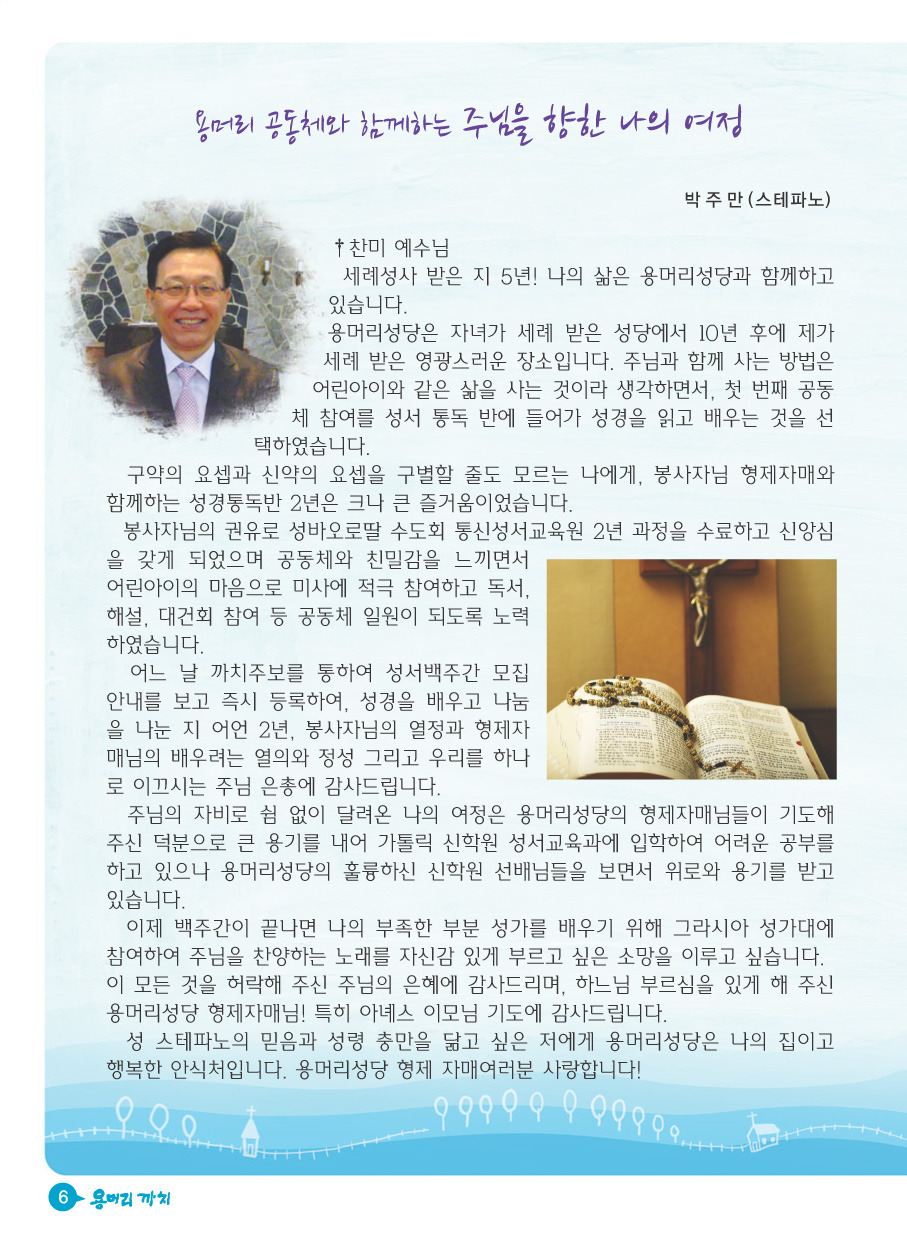 용머리 공동체와 함께하는 주님을 향한 나의 여정
박 주 만 (스테파노)
✝찬미 예수님
세례성사 받은 지 5년! 나의 삶은 용머리성당과 함께하고
있습니다.
용머리성당은 자녀가 세례 받은 성당에서 10년 후에 제가
세례 받은 영광스러운 장소입니다. 주님과 함께 사는 방법은
어린아이와 같은 삶을 사는 것이라 생각하면서, 첫 번째 공동
체 참여를 성서 통독 반에 들어가 성경을 읽고 배우는 것을 선
택하였습니다.
구약의 요셉과 신약의 요셉을 구별할 줄도 모르는 나에게, 봉사자님 형제자매와
함께하는 성경통독반 2년은 크나 큰 즐거움이었습니다.
봉사자님의 권유로 성바오로딸 수도회 통신성서교육원 2년 과정을 수료하고 신앙심
을 갖게 되었으며 공동체와 친밀감을 느끼면서
어린아이의 마음으로 미사에 적극 참여하고 독서,
해설, 대건회 참여 등 공동체 일원이 되도록 노력
하였습니다.
어느 날 까치주보를 통하여 성서백주간 모집
안내를 보고 즉시 등록하여, 성경을 배우고 나눔
을 나눈 지 어언 2년, 봉사자님의 열정과 형제자
매님의 배우려는 열의와 정성 그리고 우리를 하나
로 이끄시는 주님 은총에 감사드립니다.
주님의 자비로 쉼 없이 달려온 나의 여정은 용머리성당의 형제자매님들이 기도해
주신 덕분으로 큰 용기를 내어 가톨릭 신학원 성서교육과에 입학하여 어려운 공부를
하고 있으나 용머리성당의 훌륭하신 신학원 선배님들을 보면서 위로와 용기를 받고
있습니다.
이제 백주간이 끝나면 나의 부족한 부분 성가를 배우기 위해 그라시아 성가대에
참여하여 주님을 찬양하는 노래를 자신감 있게 부르고 싶은 소망을 이루고 싶습니다.
이 모든 것을 허락해 주신 주님의 은혜에 감사드리며, 하느님 부르심을 있게 해 주신
용머리성당 형제자매님! 특히 아녜스 이모님 기도에 감사드립니다.
성 스테파노의 믿음과 성령 충만을 닮고 싶은 저에게 용머리성당은 나의 집이고
행복한 안식처입니다. 용머리성당 형제 자매여러분 사랑합니다!
6 용머리 까치